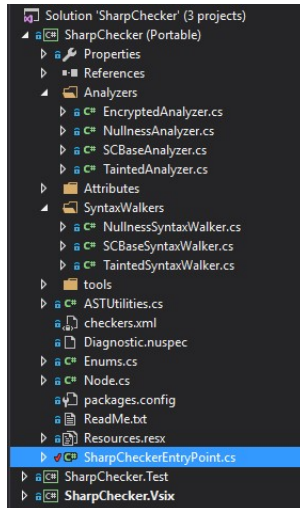 Solution 'SharpChecker' (3 projects)
C# SharpChecker (Portable)
Properties
References
Analyzers
C# EncryptedAnalyzer.cs
C# NullnessAnalyzer.cs
C# SCBaseAnalyzer.cs
C# TaintedAnalyzer.cs
Attributes
SyntaxWalkers
C# NullnessSyntaxWalker.cs
C# SCBaseSyntaxWalker.cs
C# TaintedSyntaxWalker.cs
tools
C# ASTUtilities.cs
checkers.xml
Diagnostic.nuspec
C# Enums.cs
C# Node.cs
packages.config
ReadMe.txt
Resources.resx
C# SharpCheckerEntryPoint.cs
C# SharpChecker.Test
C# SharpChecker.Vsix